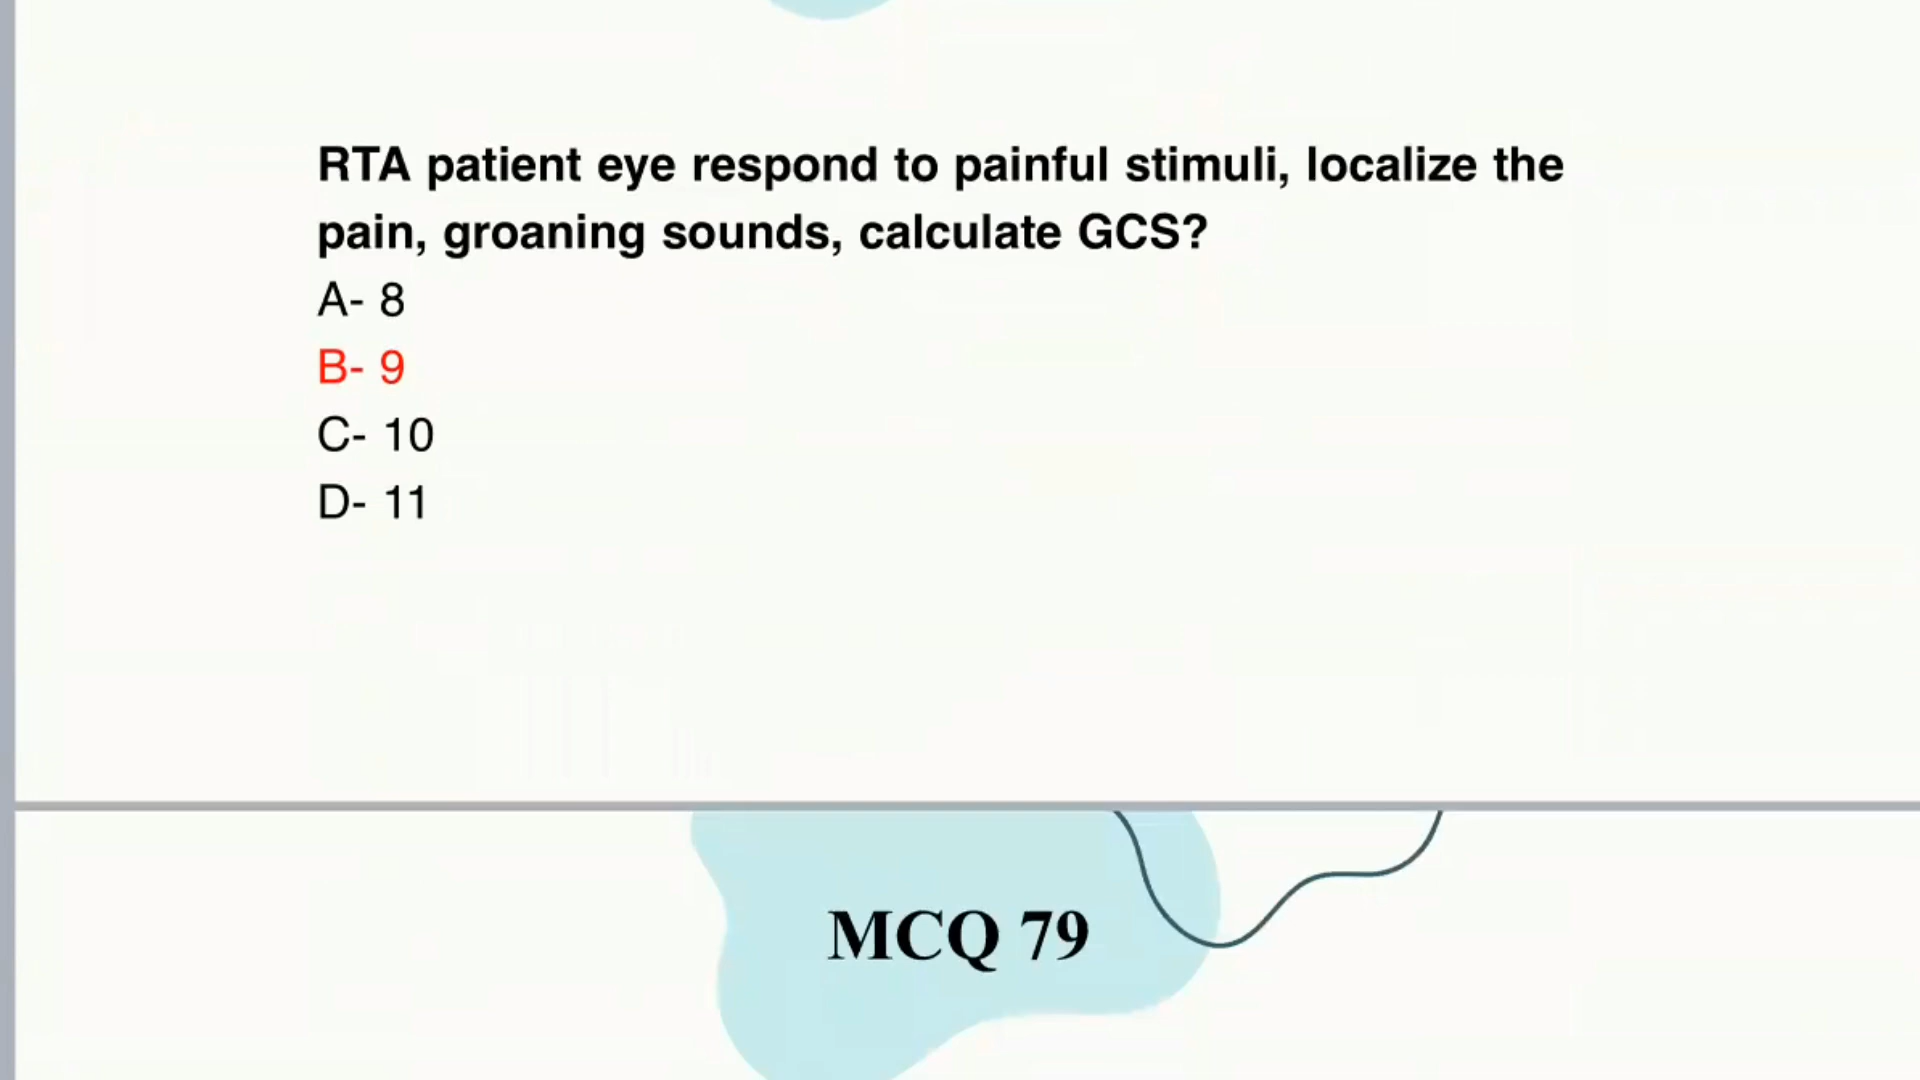 RTA patient eye respond to painful stimuli, localize the
pain, groaning sounds, calculate GCS?
A- 8
B- 9
C- 10
D- 11
MCQ 79